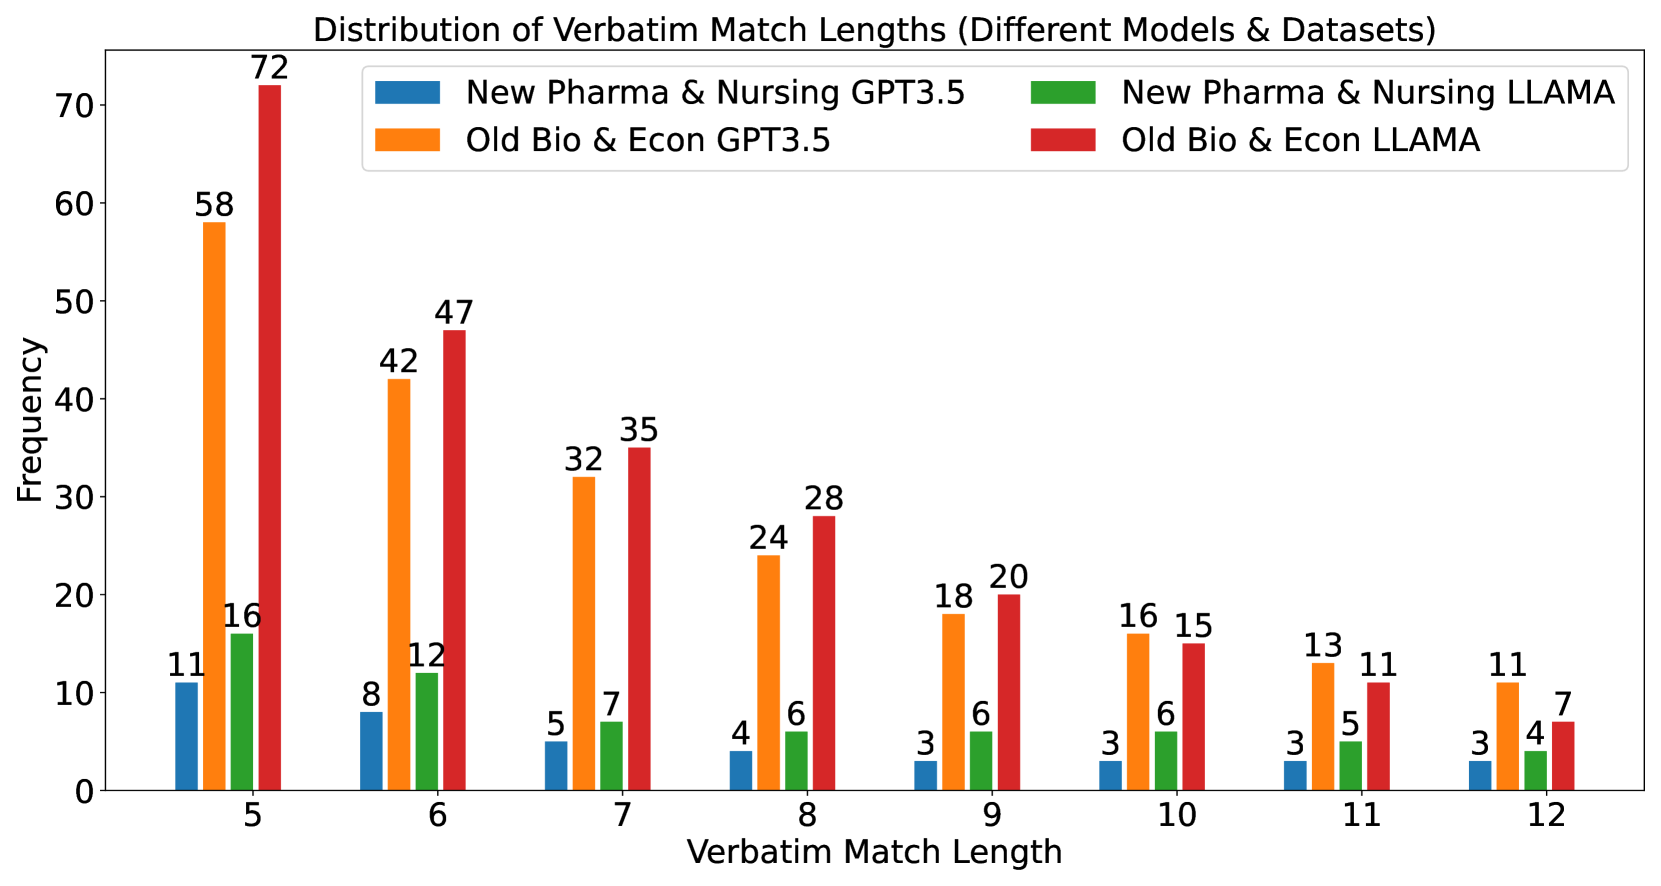 Distribution of Verbatim Match Lengths (Different Models & Datasets)
New Pharma & Nursing GPT3.5
Old Bio & Econ GPT3.5
New Pharma & Nursing LLAMA
Old Bio & Econ LLAMA
Frequency
70
60
50
40
30
20
10
0
11 58 16 72
8 42 12 47
5 32 7 35
4 24 6 28
3 18 6 20
3 16 6 15
3 13 5 11
3 11 4 7
5 6 7 8 9 10 11 12
Verbatim Match Length